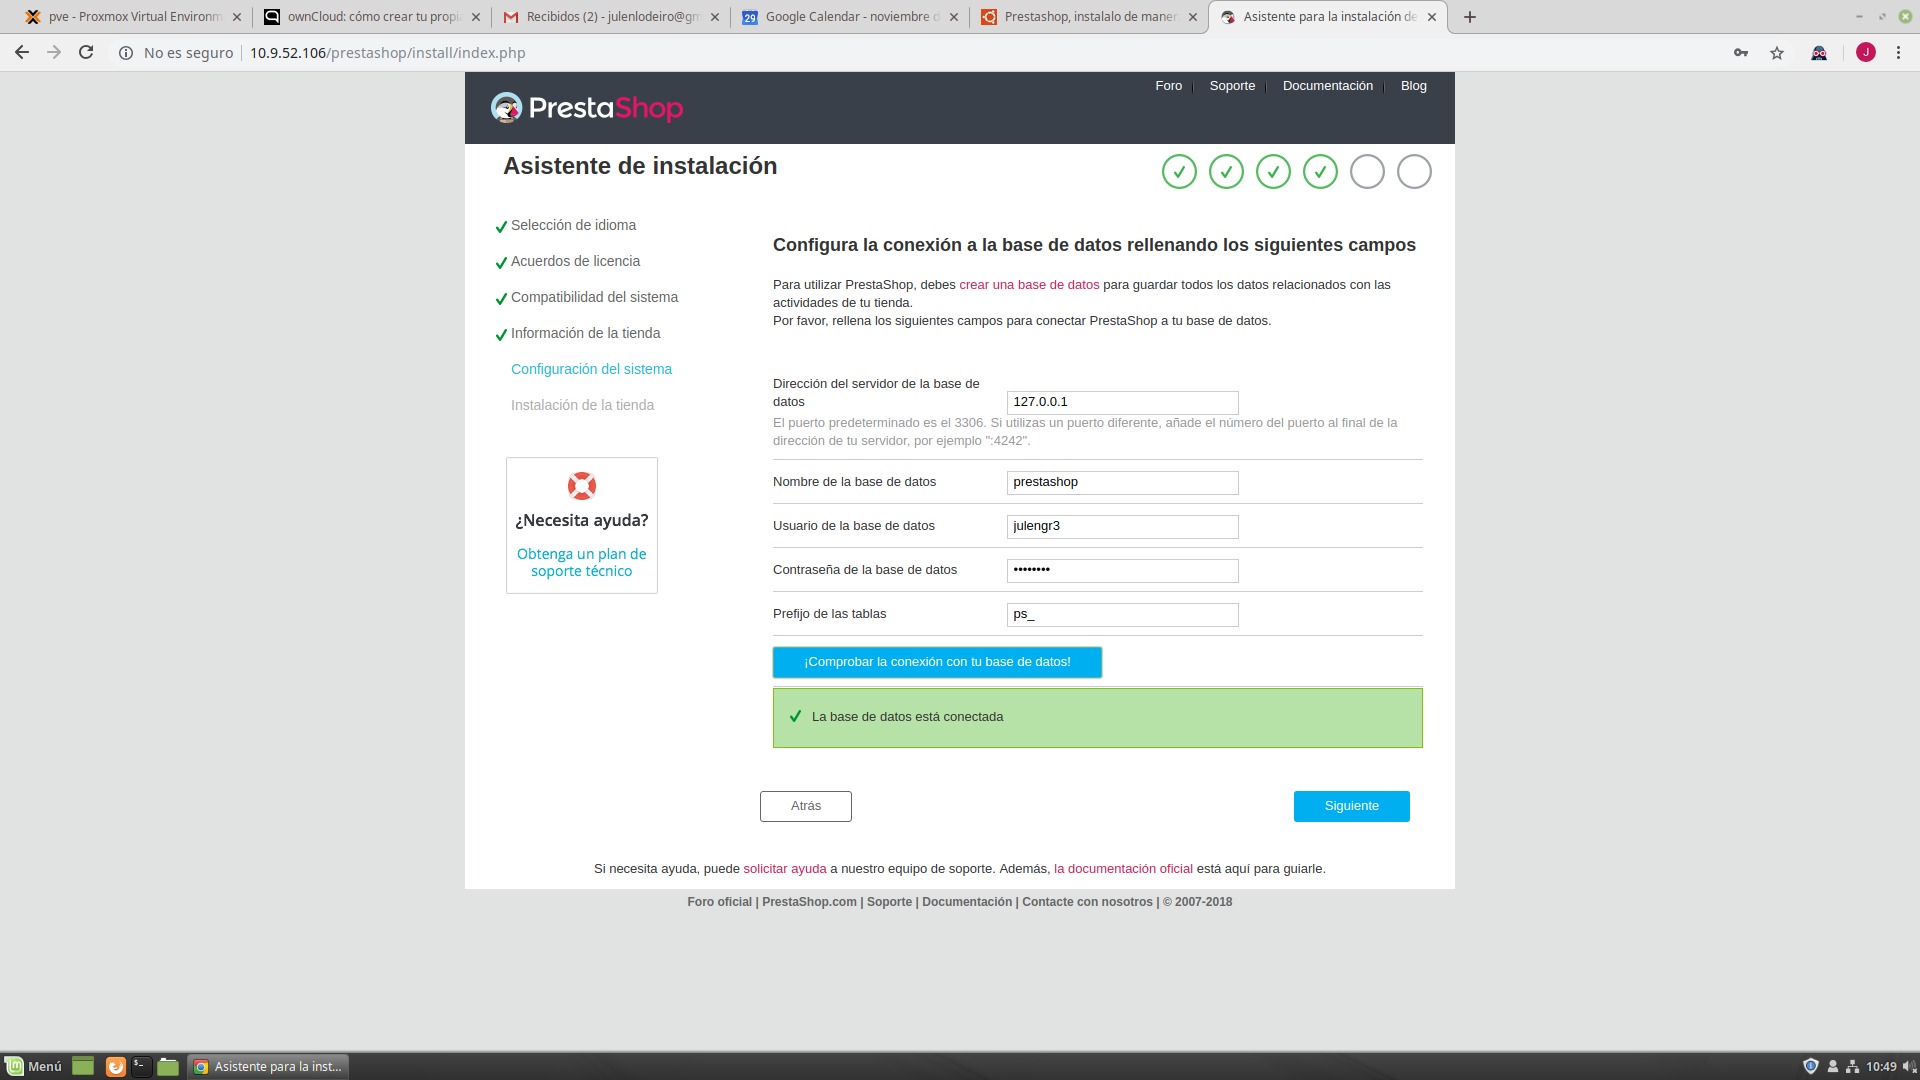 pve - Proxmox Virtual Environm
ownCloud: cómo crear tu propi
Recibidos (2) - julenlodeiro@gm
Google Calendar - noviembre d
Prestashop, instalalo de maner
Asistente para la instalación de
No es seguro
10.9.52.106/prestashop/install/index.php
J
Foro
Soporte
Documentación
Blog
PrestaShop
Asistente de instalación
Selección de idioma
Acuerdos de licencia
Compatibilidad del sistema
Información de la tienda
Configuración del sistema
Instalación de la tienda
¿Necesita ayuda?
Obtenga un plan de
soporte técnico
Configura la conexión a la base de datos rellenando los siguientes campos
Para utilizar PrestaShop, debes crear una base de datos para guardar todos los datos relacionados con las
actividades de tu tienda.
Por favor, rellena los siguientes campos para conectar PrestaShop a tu base de datos.
Dirección del servidor de la base de
datos
127.0.0.1
El puerto predeterminado es el 3306. Si utilizas un puerto diferente, añade el número del puerto al final de la
dirección de tu servidor, por ejemplo ":4242".
Nombre de la base de datos
prestashop
Usuario de la base de datos
julengr3
Contraseña de la base de datos
••••••••
Prefijo de las tablas
ps_
¡Comprobar la conexión con tu base de datos!
La base de datos está conectada
Atrás
Siguiente
Si necesita ayuda, puede solicitar ayuda a nuestro equipo de soporte. Además, la documentación oficial está aquí para guiarle.
Foro oficial | PrestaShop.com | Soporte | Documentación | Contacte con nosotros | © 2007-2018
Menú
Asistente para la inst...
10:49